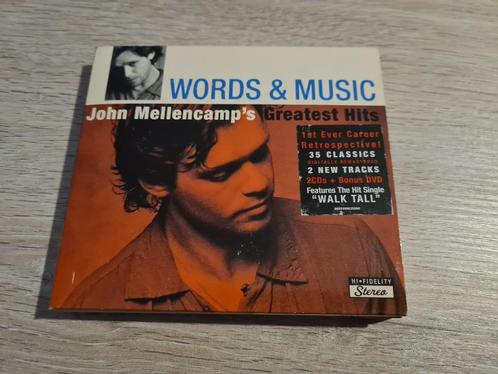 WORDS & MUSIC
John Mellencamp's Greatest Hits
1st Ever Career
Retrospective!
35 CLASSICS
DIGITALLY REMASTERED
2 NEW TRACKS
2CDs + Bonus DVD
Features The Hit Single
"WALK TALL"
HI-FIDELITY
Stereo